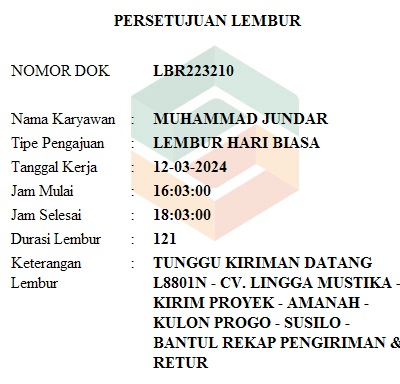 PERSETUJUAN LEMBUR
NOMOR DOK LBR223210
Nama Karyawan : MUHAMMAD JUNDAR
Tipe Pengajuan : LEMBUR HARI BIASA
Tanggal Kerja : 12-03-2024
Jam Mulai : 16:03:00
Jam Selesai : 18:03:00
Durasi Lembur : 121
Keterangan : TUNGGU KIRIMAN DATANG
Lembur L8801N - CV. LINGGA MUSTIKA -
KIRIM PROYEK - AMANAH -
KULON PROGO - SUSILO -
BANTUL REKAP PENGIRIMAN &
RETUR